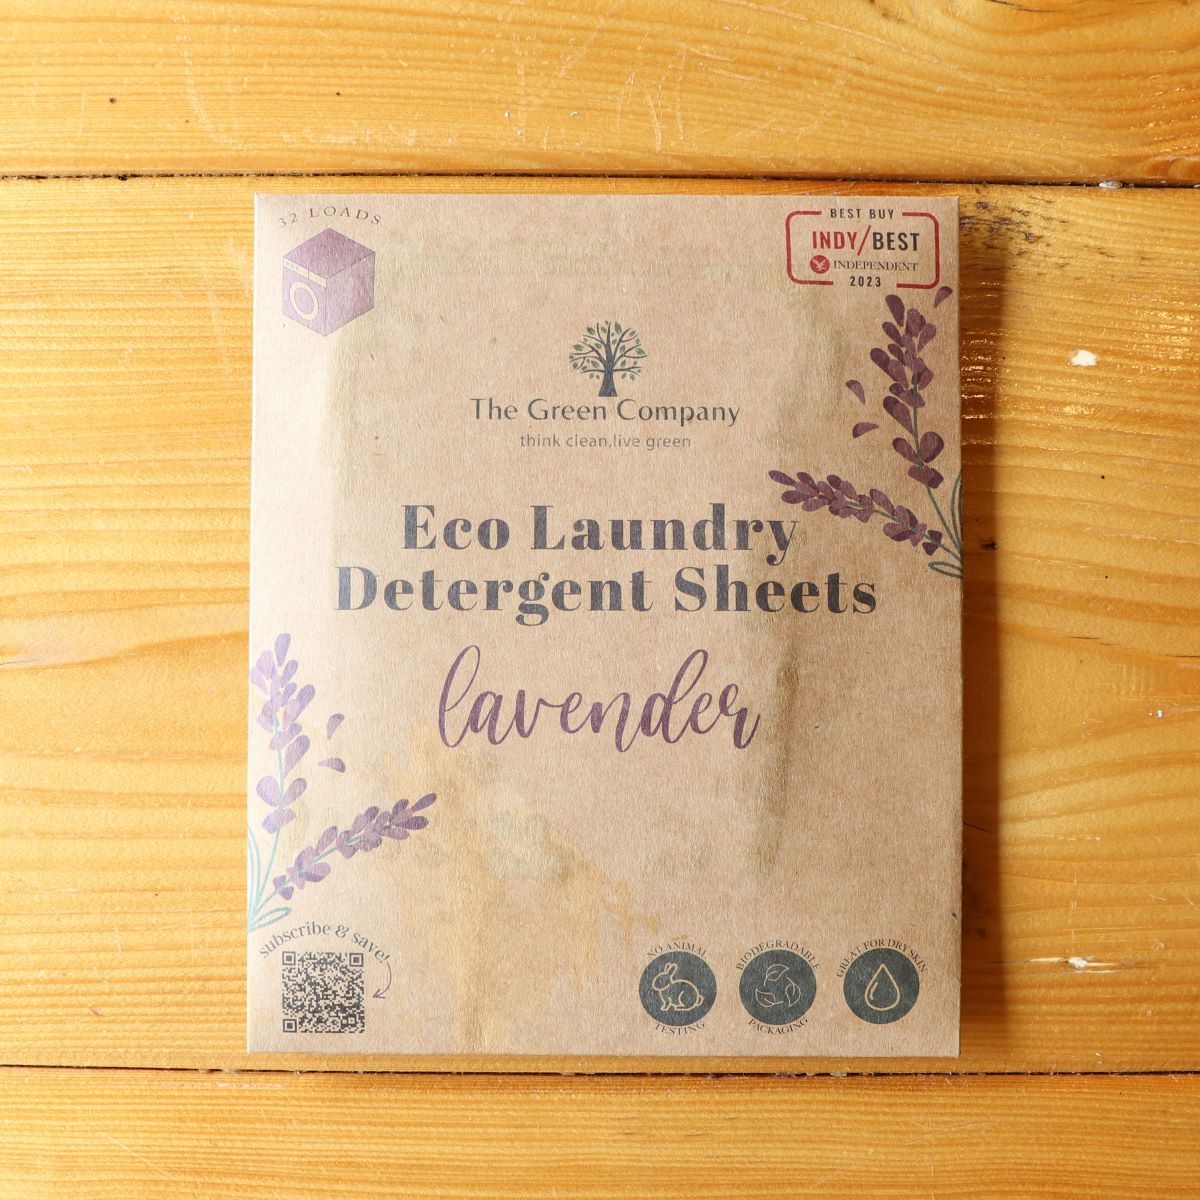 32 LOADS
BEST BUY
INDY/BEST
INDEPENDENT
2023
The Green Company
think clean,live green
Eco Laundry
Detergent Sheets
lavender
subscribe & save!
NO ANIMAL
TESTING
BIODEGRADABLE
PACKAGING
GREAT FOR DRY SKIN